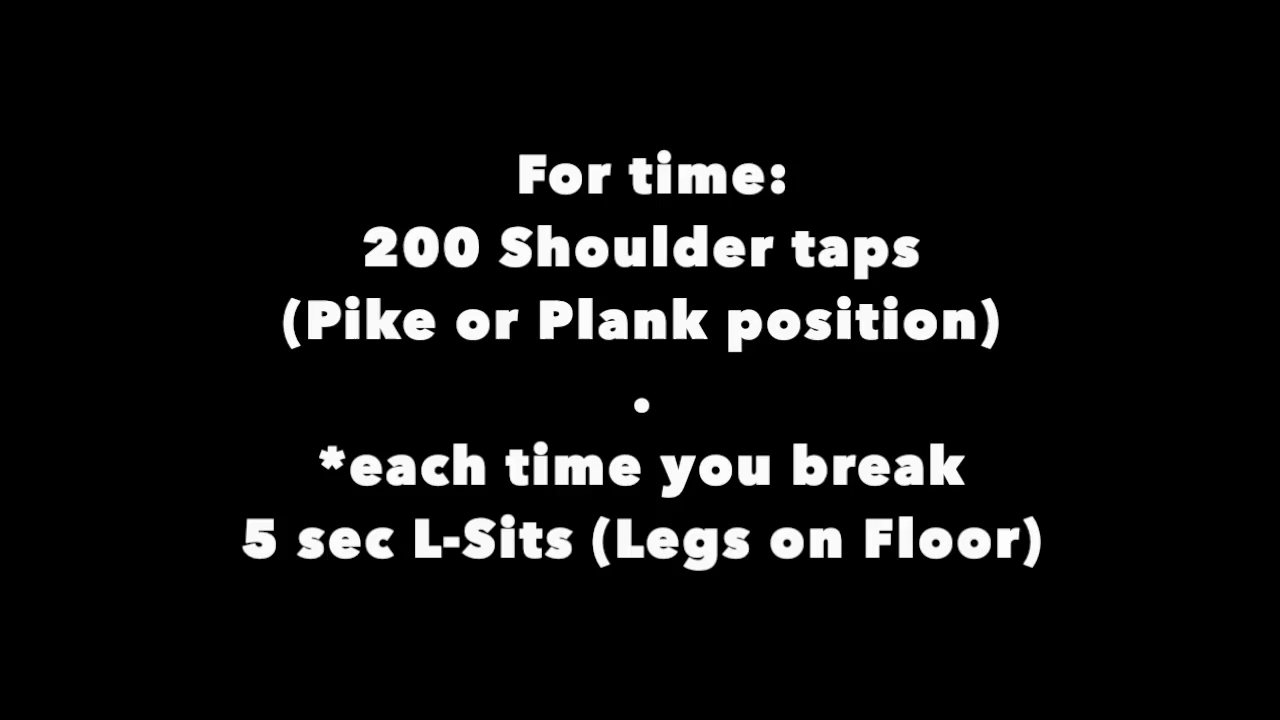 For time:
200 Shoulder taps
(Pike or Plank position)
.
*each time you break
5 sec L-Sits (Legs on Floor)